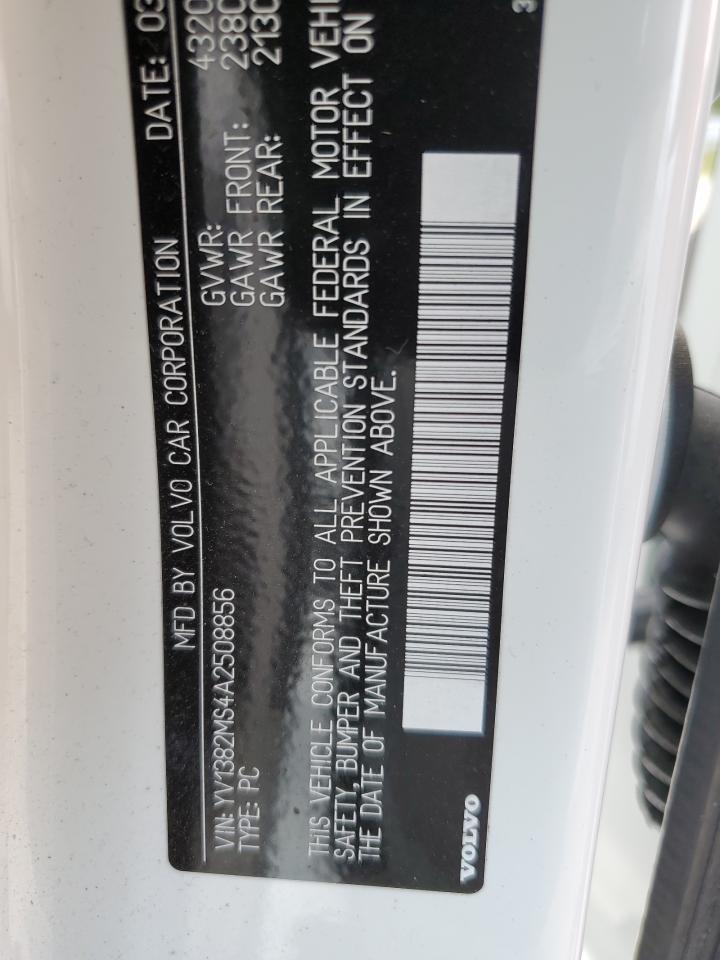 MFD BY VOLVO CAR CORPORATION DATE: 03
VIN: YV1382MS4A2508856 GVWR: 4320
TYPE: PC GAWR FRONT: 2380
GAWR REAR: 2130
THIS VEHICLE CONFORMS TO ALL APPLICABLE FEDERAL MOTOR VEHI
SAFETY, BUMPER AND THEFT PREVENTION STANDARDS IN EFFECT ON
THE DATE OF MANUFACTURE SHOWN ABOVE.
VOLVO 3